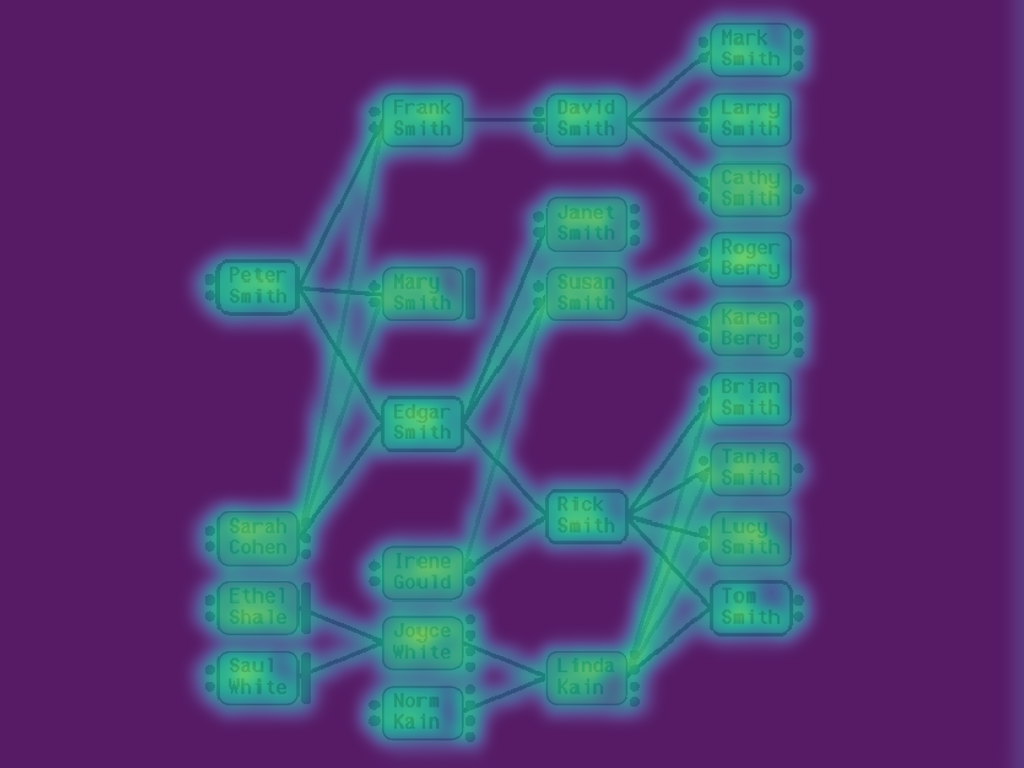 Mark
Smith
Frank
Smith
David
Smith
Larry
Smith
Cathy
Smith
Janet
Smith
Roger
Berry
Peter
Smith
Mary
Smith
Susan
Smith
Karen
Berry
Brian
Smith
Edgar
Smith
Tania
Smith
Rick
Smith
Sarah
Cohen
Lucy
Smith
Irene
Gould
Ethel
Shale
Tom
Smith
Joyce
White
Saul
White
Linda
Kain
Norm
Kain